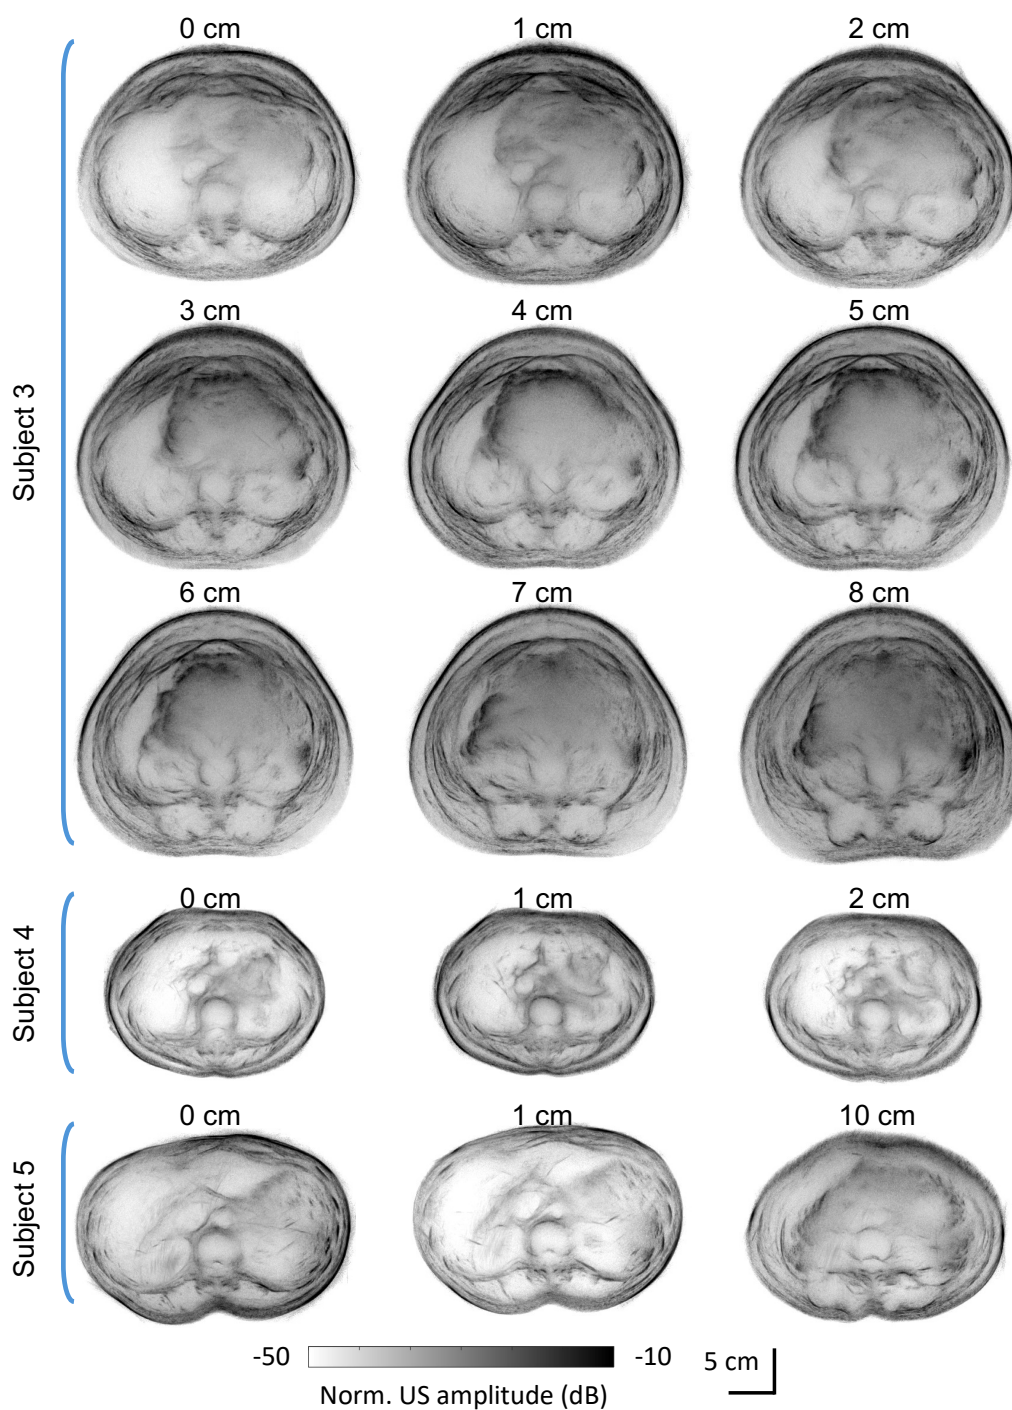 0 cm 1 cm 2 cm
Subject 3
3 cm 4 cm 5 cm
6 cm 7 cm 8 cm
Subject 4
0 cm 1 cm 2 cm
Subject 5
0 cm 1 cm 10 cm
-50 -10 5 cm
Norm. US amplitude (dB)